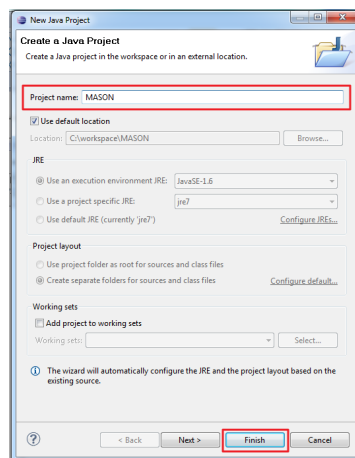 New Java Project
Create a Java Project
Create a Java project in the workspace or in an external location.
Project name: MASON
Use default location
Location: C:\workspace\MASON Browse...
JRE
Use an execution environment JRE: JavaSE-1.6
Use a project specific JRE: jre7
Use default JRE (currently 'jre7') Configure JREs...
Project layout
Use project folder as root for sources and class files
Create separate folders for sources and class files Configure default...
Working sets
Add project to working sets
Working sets: Select...
The wizard will automatically configure the JRE and the project layout based on the
existing source.
? < Back Next > Finish Cancel